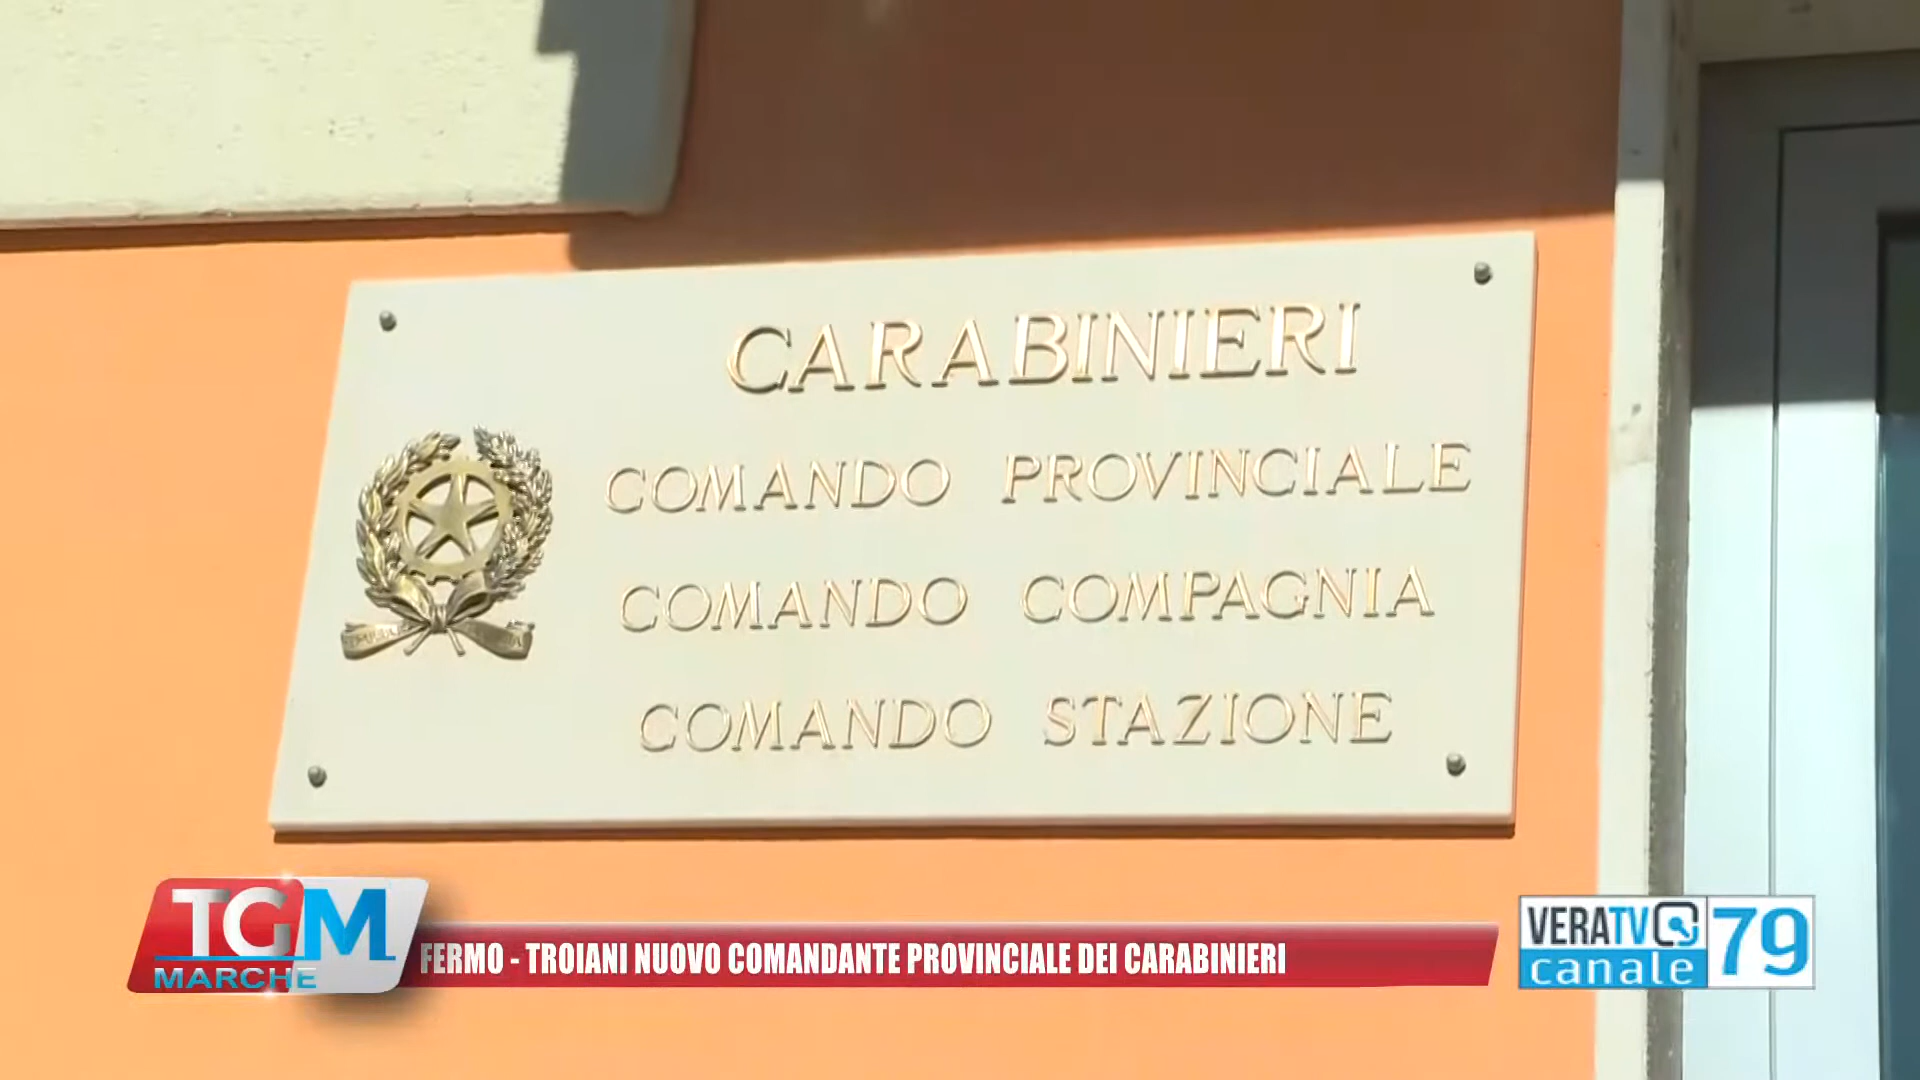 CARABINIERI
COMANDO PROVINCIALE
COMANDO COMPAGNIA
COMANDO STAZIONE
TGM
MARCHE
FERMO - TROIANI NUOVO COMANDANTE PROVINCIALE DEI CARABINIERI
VERATV
canale
79